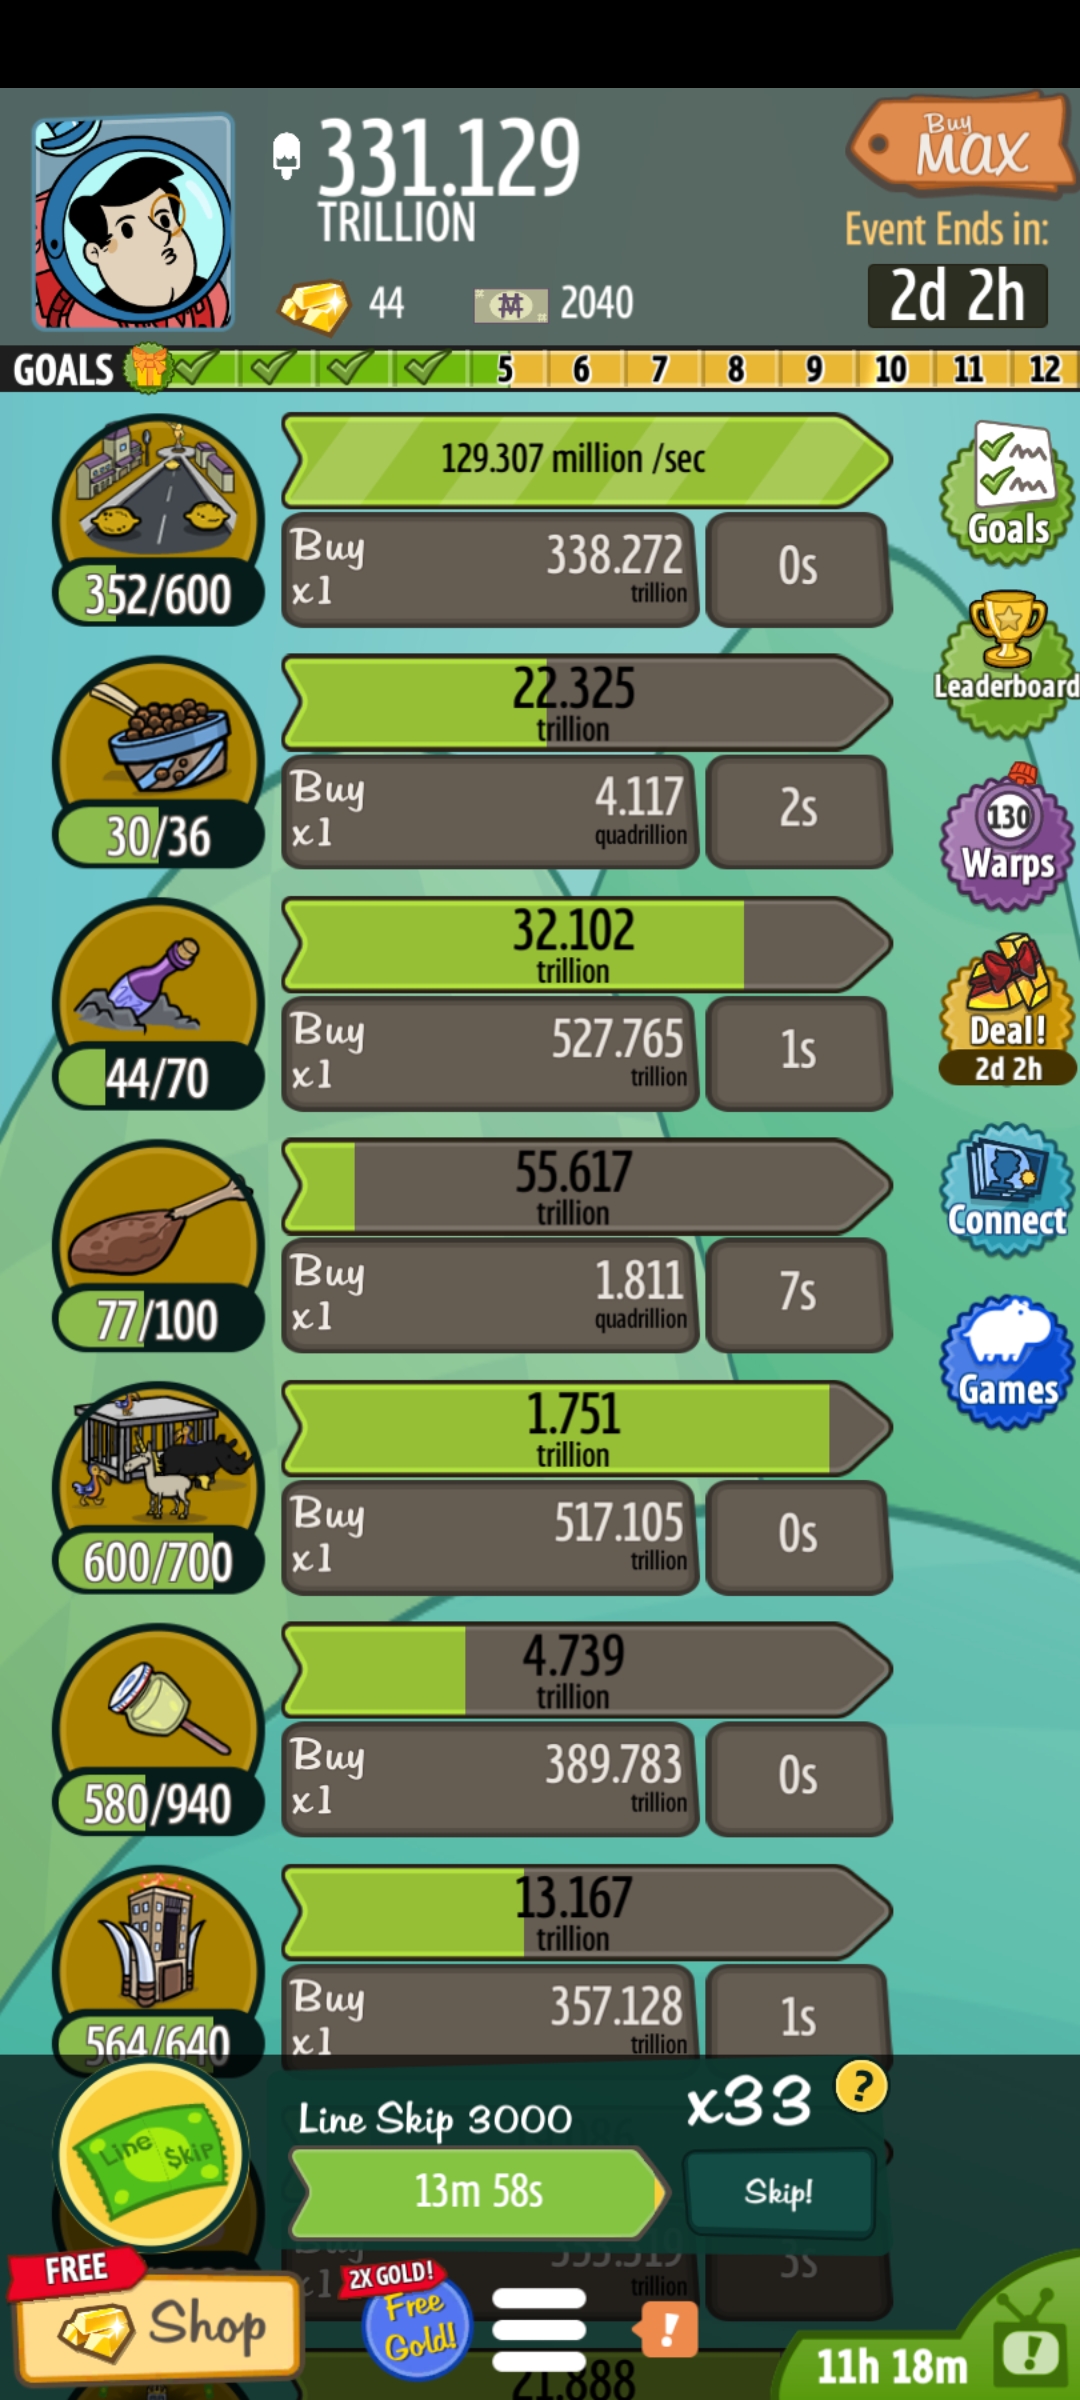 331.129
TRILLION
Buy
MAX
Event Ends in:
2d 2h
44
2040
GOALS 5 6 7 8 9 10 11 12
129.307 million /sec
Buy
x1
338.272
trillion
0s
352/600
Goals
22.325
trillion
Buy
x1
4.117
quadrillion
2s
30/36
Leaderboard
130
Warps
32.102
trillion
Buy
x1
527.765
trillion
1s
44/70
Deal!
2d 2h
55.617
trillion
Buy
x1
1.811
quadrillion
7s
77/100
Connect
Games
1.751
trillion
Buy
x1
517.105
trillion
0s
600/700
4.739
trillion
Buy
x1
389.783
trillion
0s
580/940
13.167
trillion
Buy
x1
357.128
trillion
1s
564/640
Line Skip
Line Skip 3000
x33
?
13m 58s
Skip!
x1
trillion
3s
FREE
Shop
2X GOLD!
Free
Gold!
!
11h 18m
!
21.888